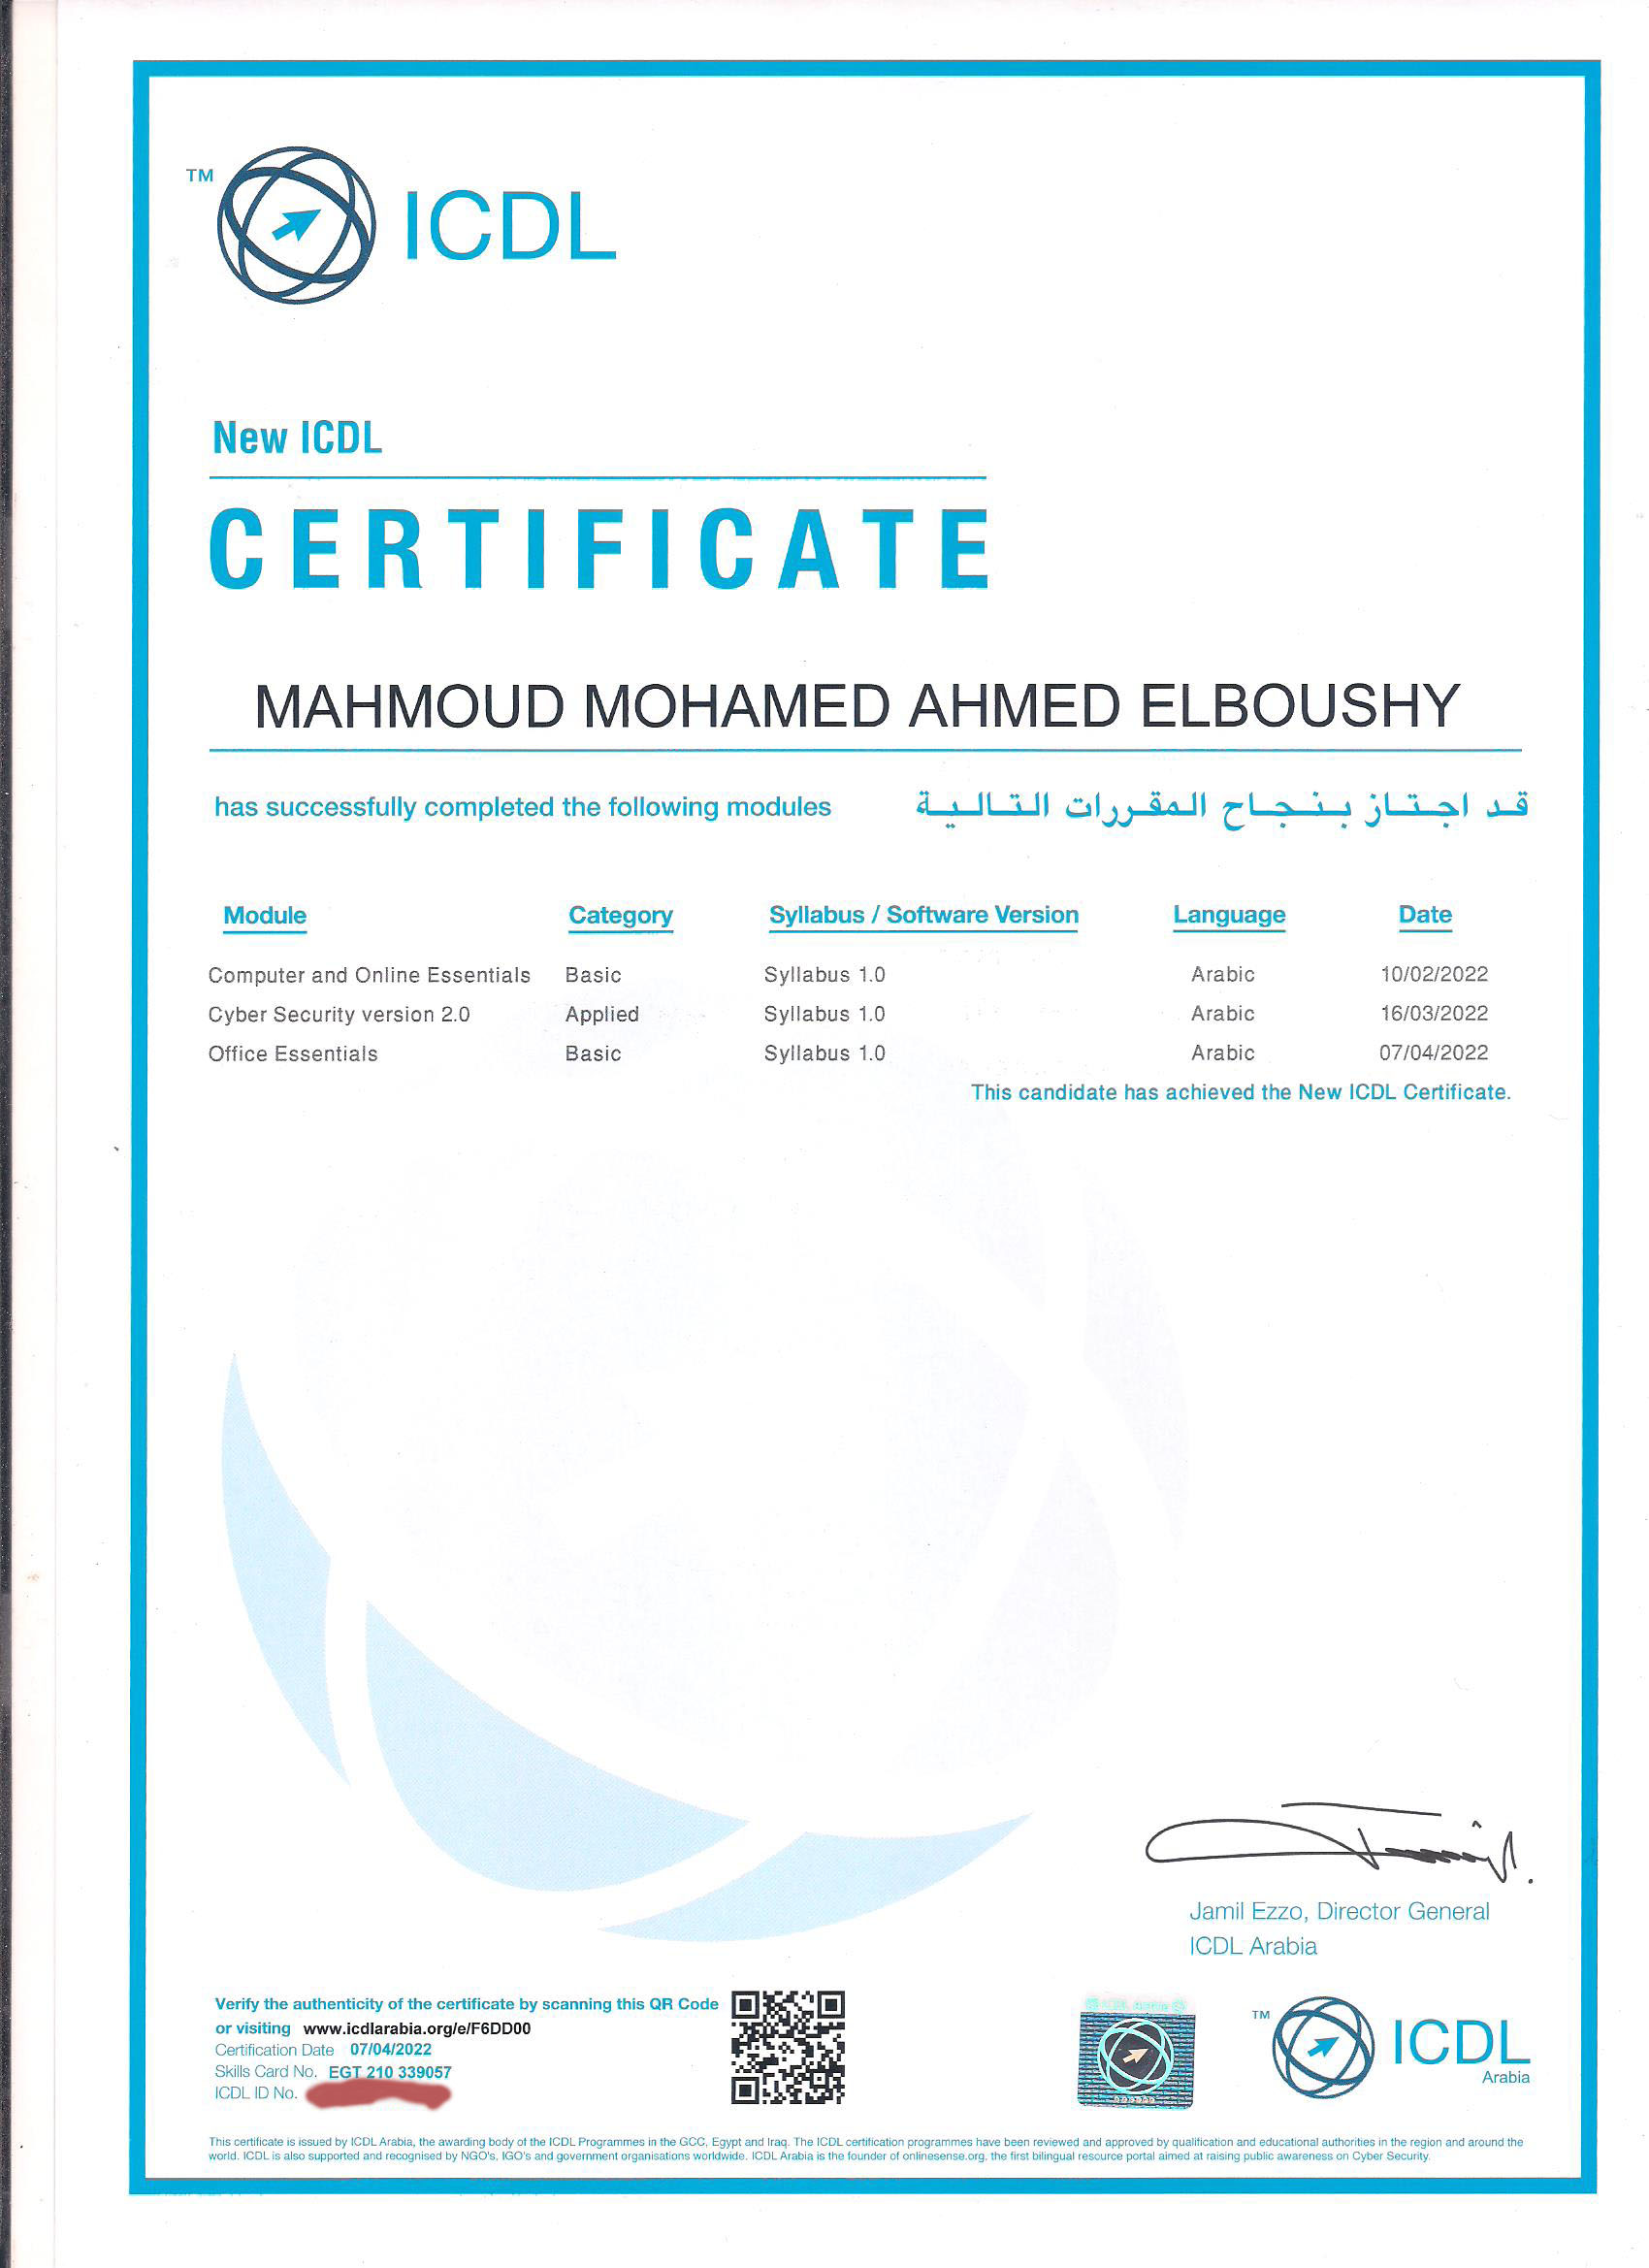 TM
ICDL
New ICDL
CERTIFICATE
MAHMOUD MOHAMED AHMED ELBOUSHY
has successfully completed the following modules قد اجتاز بنجاح المقررات التالية
Module Category Syllabus / Software Version Language Date
Computer and Online Essentials Basic Syllabus 1.0 Arabic 10/02/2022
Cyber Security version 2.0 Applied Syllabus 1.0 Arabic 16/03/2022
Office Essentials Basic Syllabus 1.0 Arabic 07/04/2022
This candidate has achieved the New ICDL Certificate.
Jamil Ezzo, Director General
ICDL Arabia
Verify the authenticity of the certificate by scanning this QR Code
or visiting www.icdlarabia.org/e/F6DD00
Certification Date 07/04/2022
Skills Card No. EGT 210 339057
ICDL ID No.
TM
ICDL
Arabia
This certificate is issued by ICDL Arabia, the awarding body of the ICDL Programmes in the GCC, Egypt and Iraq. The ICDL certification programmes have been reviewed and approved by qualification and educational authorities in the region and around the
world. ICDL is also supported and recognised by NGO's, IGO's and government organisations worldwide. ICDL Arabia is the founder of onlinesense.org, the first bilingual resource portal aimed at raising public awareness on Cyber Security.